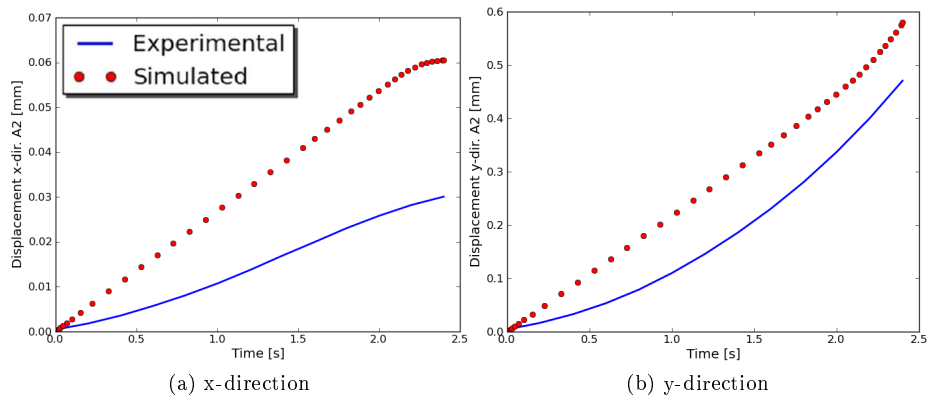 Experimental
Simulated
Displacement x-dir. A2 [mm]
0.07
0.06
0.05
0.04
0.03
0.02
0.01
0.00
0.0 0.5 1.0 1.5 2.0 2.5
Time [s]
(a) x-direction
Displacement y-dir. A2 [mm]
0.6
0.5
0.4
0.3
0.2
0.1
0.0
0.0 0.5 1.0 1.5 2.0 2.5
Time [s]
(b) y-direction